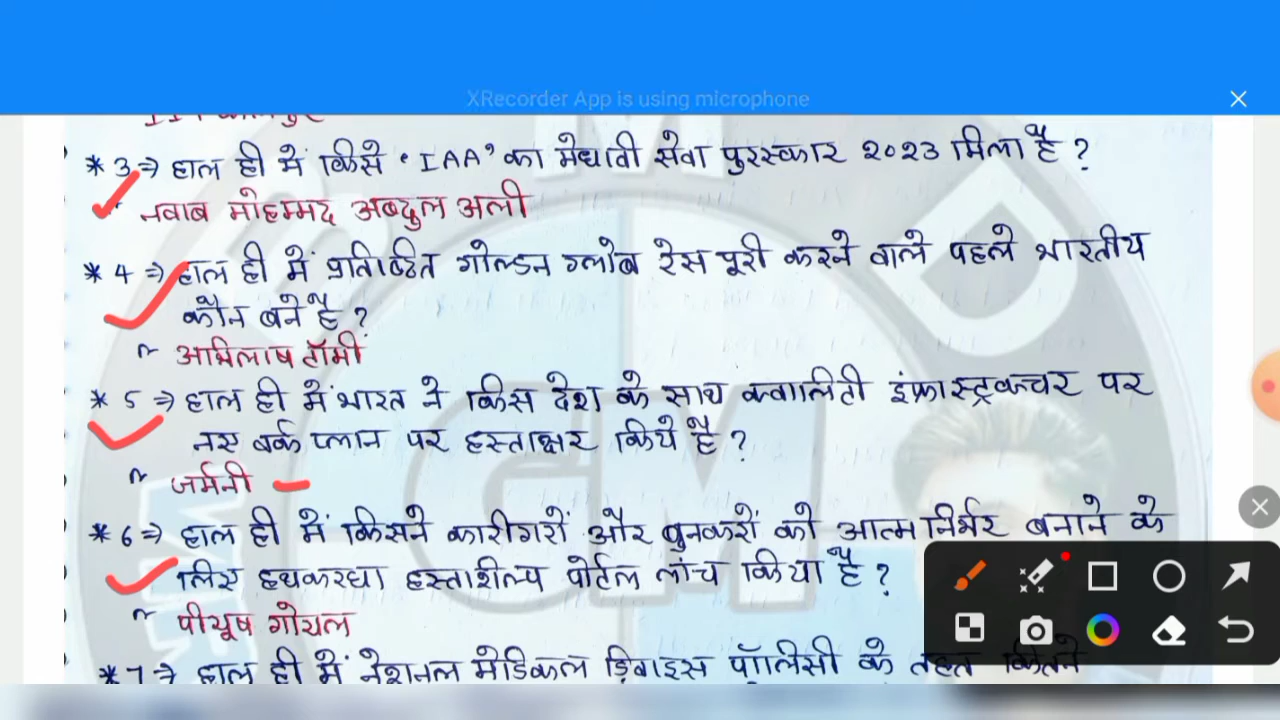 XRecorder App is using microphone
* 3 ⇒ हाल ही में किसे 'IAA' का मेधावी सेवा पुरस्कार 2023 मिला है ?
नवाब मोहम्मद अब्दुल अली
* 4 ⇒ हाल ही में प्रतिष्ठित गोल्डन ग्लोब रेस पूरी करने वाले पहले भारतीय
कौन बने है ?
~ अभिलाष टॉमी
* 5 ⇒ हाल ही में भारत ने किस देश के साथ क्वालिटी इंफ्रास्ट्रक्चर पर
नए वर्क प्लान पर हस्ताक्षर किये है ?
~ जर्मनी
* 6 ⇒ हाल ही में किसने कारीगरों और बुनकरों को आत्मनिर्भर बनाने के
लिए हथकरघा हस्तशिल्प पोर्टल लांच किया है ?
~ पीयूष गोयल
* 7 ⇒ हाल ही में नेशनल मेडिकल डिवाइस पॉलिसी के तहत कितने